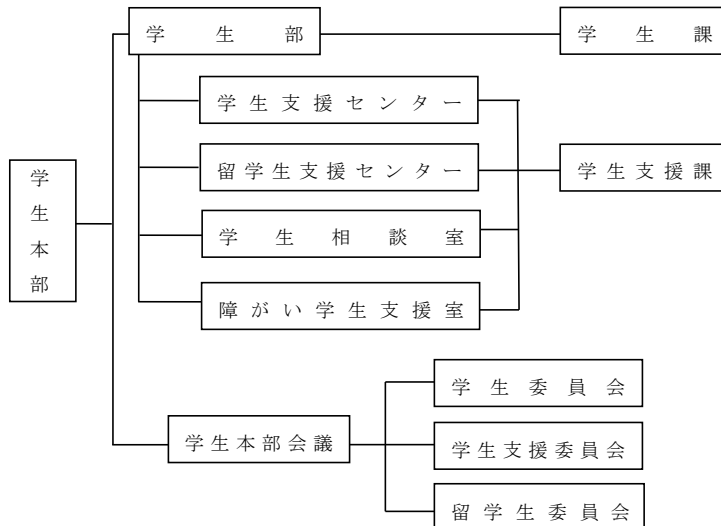 学生部
学生課
学生支援センター
留学生支援センター
学生支援課
学生本部
学生相談室
障がい学生支援室
学生委員会
学生本部会議
学生支援委員会
留学生委員会